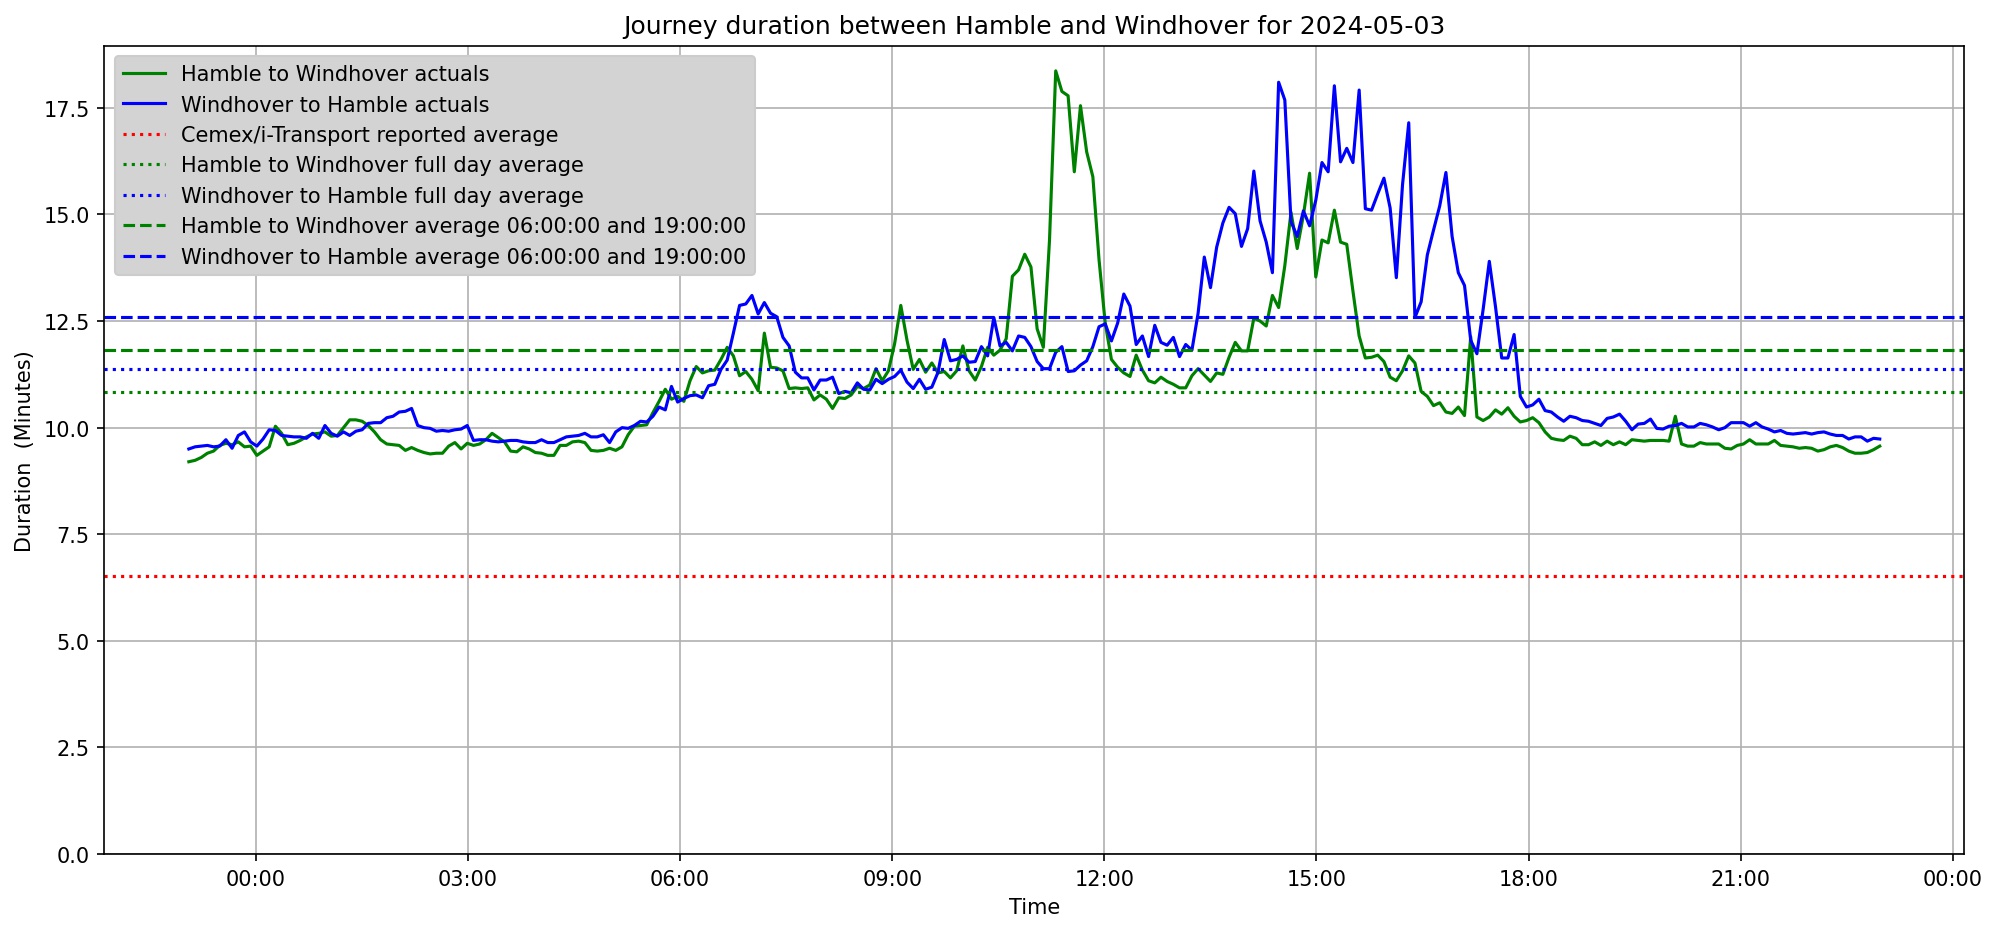 Journey duration between Hamble and Windhover for 2024-05-03
Hamble to Windhover actuals
Windhover to Hamble actuals
Cemex/i-Transport reported average
Hamble to Windhover full day average
Windhover to Hamble full day average
Hamble to Windhover average 06:00:00 and 19:00:00
Windhover to Hamble average 06:00:00 and 19:00:00
17.5
15.0
12.5
10.0
7.5
5.0
2.5
0.0
Duration  (Minutes)
00:00 03:00 06:00 09:00 12:00 15:00 18:00 21:00 00:00
Time